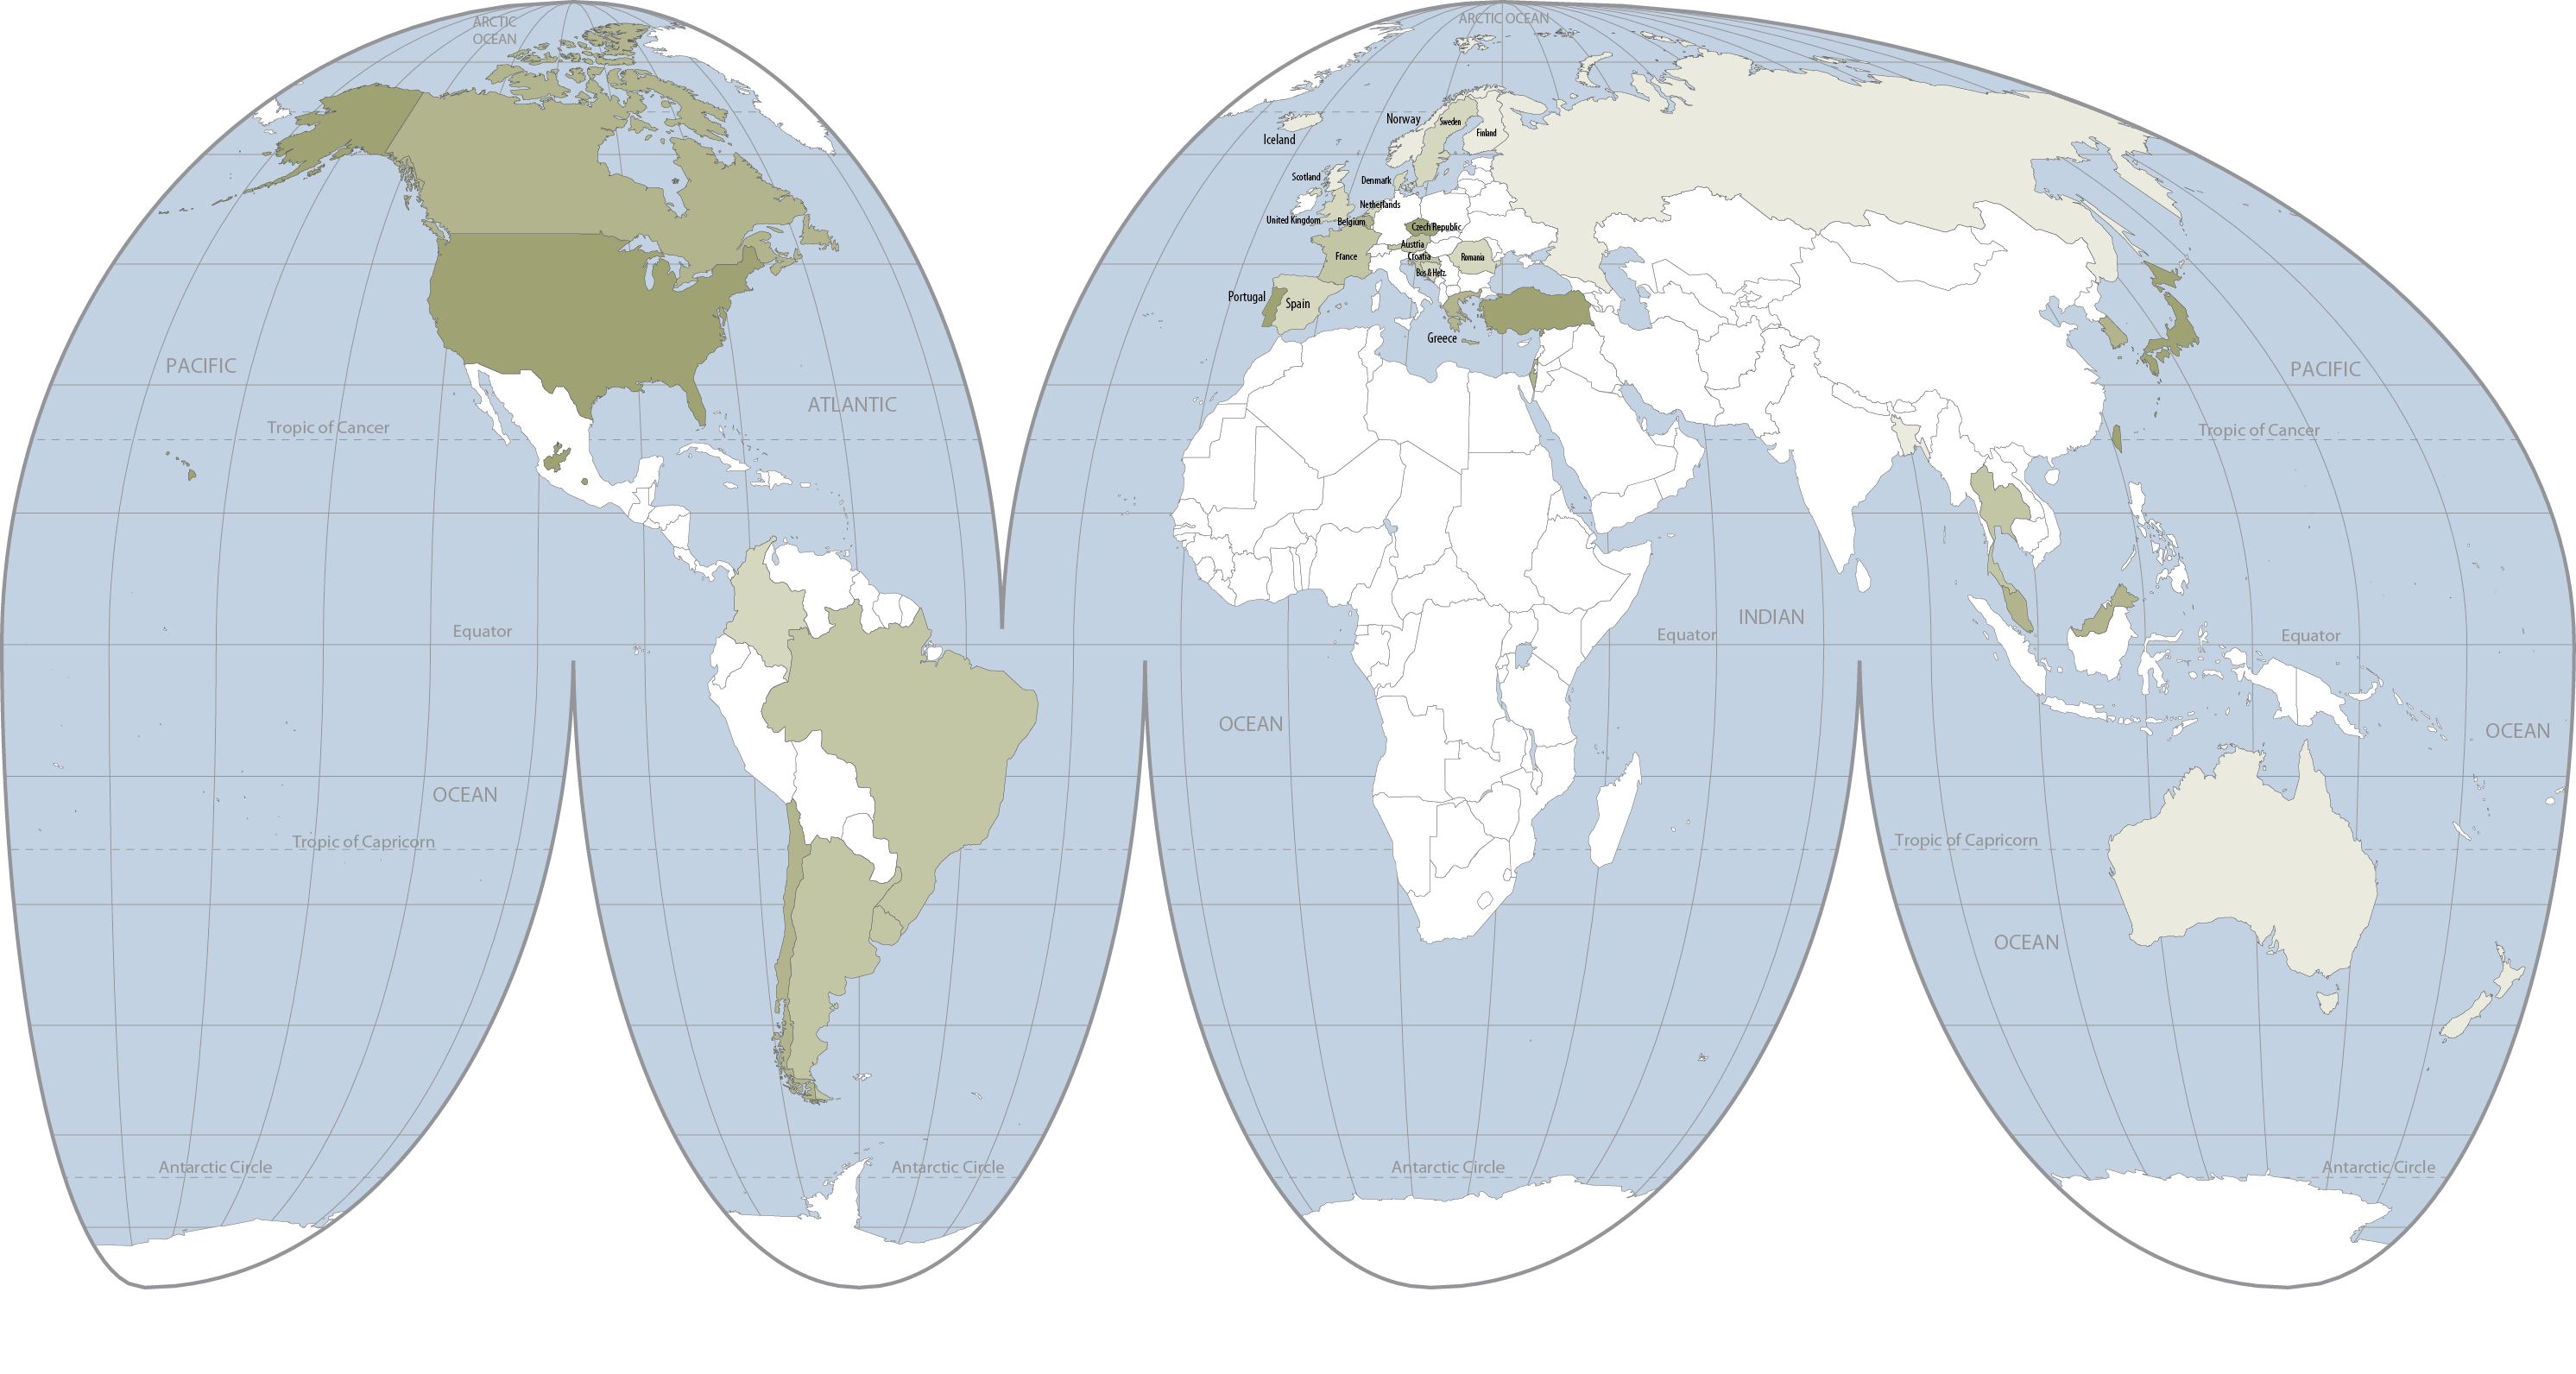 ARCTIC
OCEAN
ARCTIC OCEAN
Norway
Sweden
Finland
Iceland
Scotland
Denmark
Netherlands
United Kingdom
Belgium
Czech Republic
Austria
France
Croatia
Romania
Bos & Herz.
Portugal
Spain
Greece
PACIFIC
ATLANTIC
PACIFIC
Tropic of Cancer
Tropic of Cancer
Equator
INDIAN
Equator
Equator
OCEAN
OCEAN
OCEAN
Tropic of Capricorn
Tropic of Capricorn
OCEAN
Antarctic Circle
Antarctic Circle
Antarctic Circle
Antarctic Circle